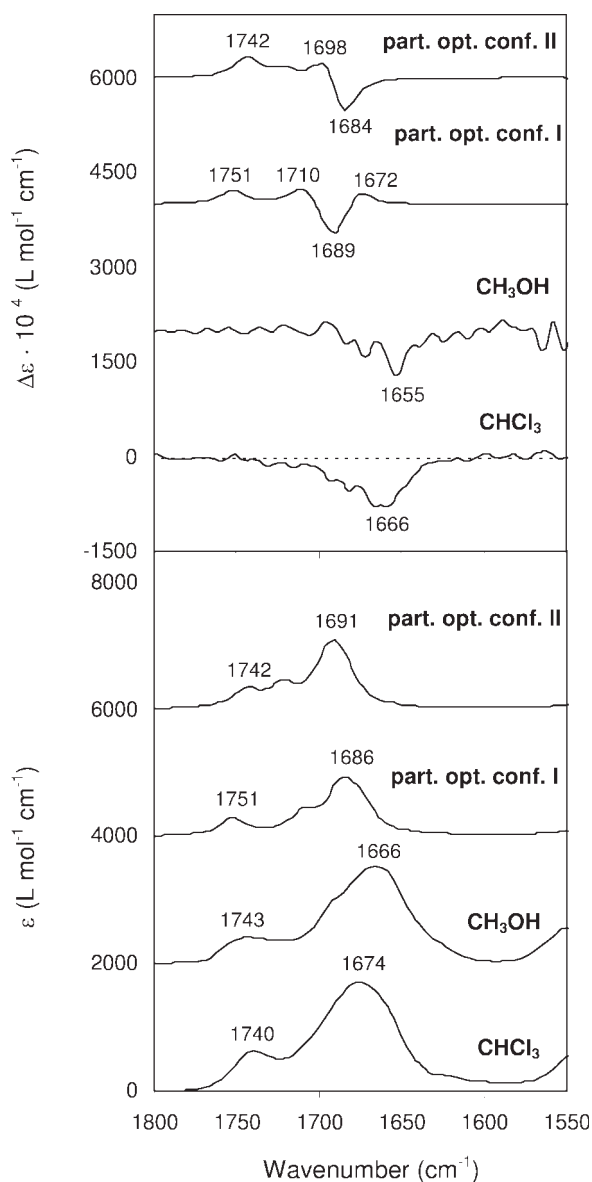 1742
1698
part. opt. conf. II
6000
1684
part. opt. conf. I
4500
1751
1710
1672
1689
3000
CH₃OH
Δε · 10⁻⁴ (L mol⁻¹ cm⁻¹)
1500
1655
CHCl₃
0
1666
-1500
8000
1691
part. opt. conf. II
1742
6000
1686
part. opt. conf. I
1751
4000
1666
ε (L mol⁻¹ cm⁻¹)
1743
CH₃OH
2000
1674
1740
CHCl₃
0
1800 1750 1700 1650 1600 1550
Wavenumber (cm⁻¹)